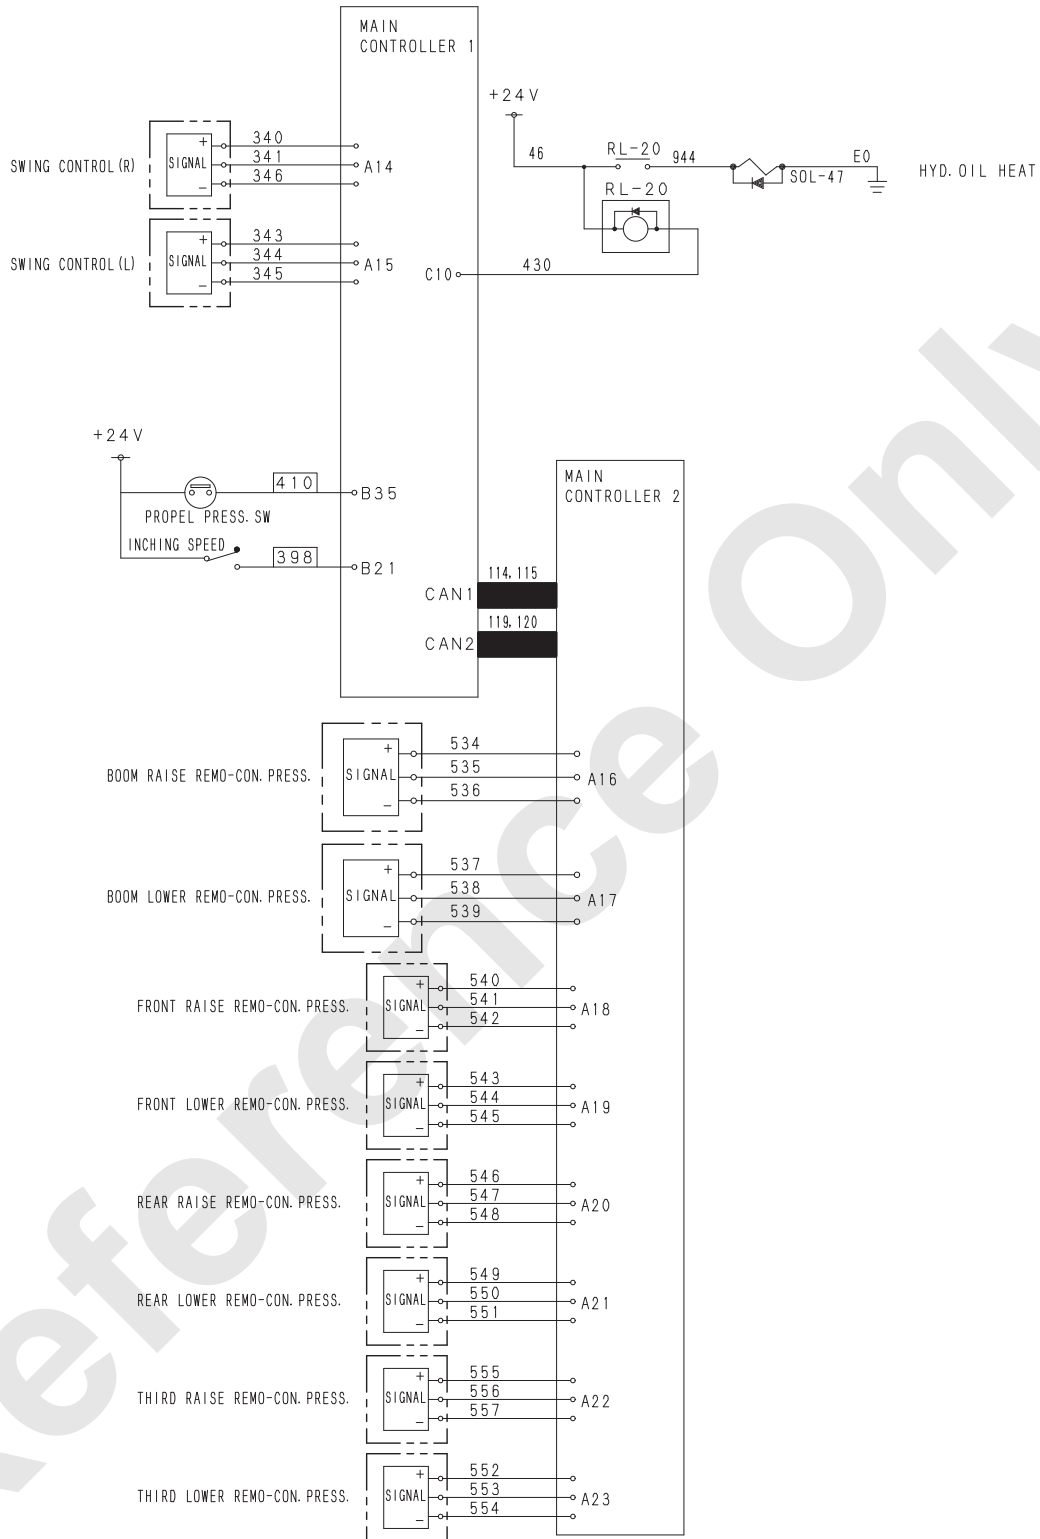 MAIN
CONTROLLER 1
+24V
SWING CONTROL(R)
SIGNAL
+
-
340
341
346
A14
46
RL-20
944
SOL-47
E0
HYD. OIL HEAT
RL-20
SWING CONTROL(L)
SIGNAL
+
-
343
344
345
A15
C10
430
+24V
410
B35
PROPEL PRESS. SW
INCHING SPEED
398
B21
MAIN
CONTROLLER 2
CAN1
114, 115
CAN2
119, 120
BOOM RAISE REMO-CON. PRESS.
SIGNAL
+
-
534
535
536
A16
BOOM LOWER REMO-CON. PRESS.
SIGNAL
+
-
537
538
539
A17
FRONT RAISE REMO-CON. PRESS.
SIGNAL
+
-
540
541
542
A18
FRONT LOWER REMO-CON. PRESS.
SIGNAL
+
-
543
544
545
A19
REAR RAISE REMO-CON. PRESS.
SIGNAL
+
-
546
547
548
A20
REAR LOWER REMO-CON. PRESS.
SIGNAL
+
-
549
550
551
A21
THIRD RAISE REMO-CON. PRESS.
SIGNAL
+
-
555
556
557
A22
THIRD LOWER REMO-CON. PRESS.
SIGNAL
+
-
552
553
554
A23
Reference Only